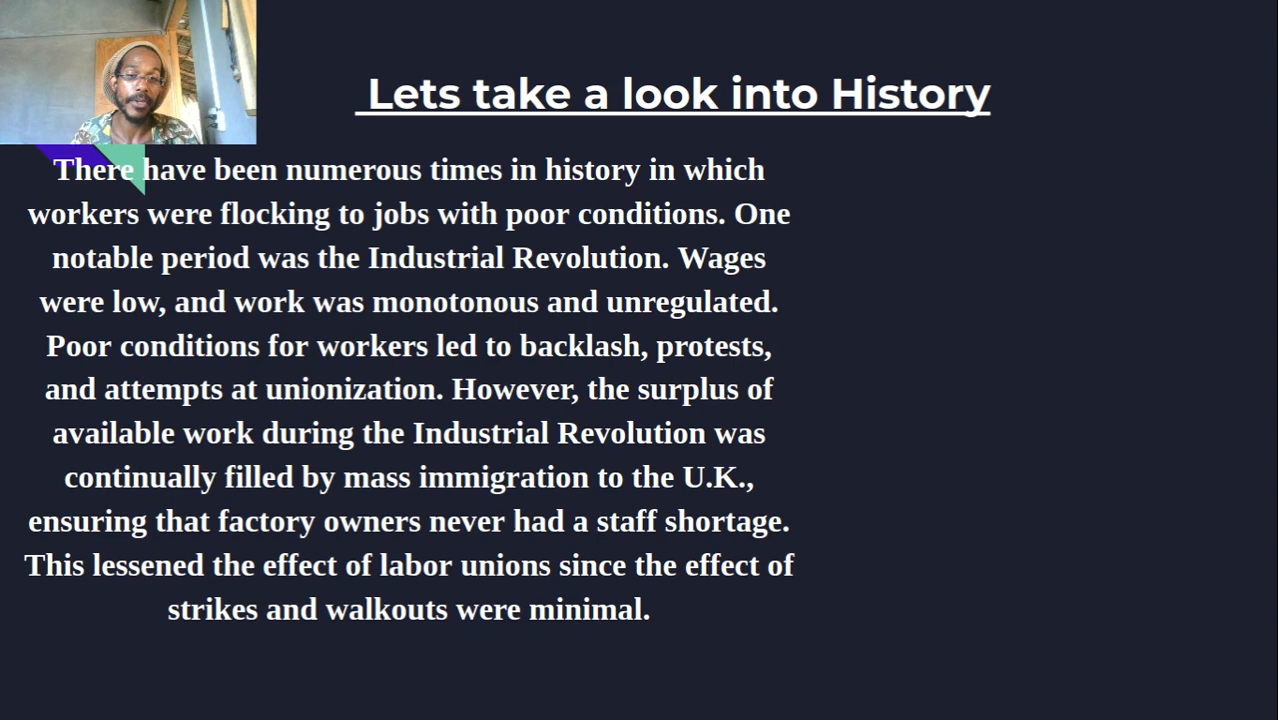 Lets take a look into History
There have been numerous times in history in which
workers were flocking to jobs with poor conditions. One
notable period was the Industrial Revolution. Wages
were low, and work was monotonous and unregulated.
Poor conditions for workers led to backlash, protests,
and attempts at unionization. However, the surplus of
available work during the Industrial Revolution was
continually filled by mass immigration to the U.K.,
ensuring that factory owners never had a staff shortage.
This lessened the effect of labor unions since the effect of
strikes and walkouts were minimal.